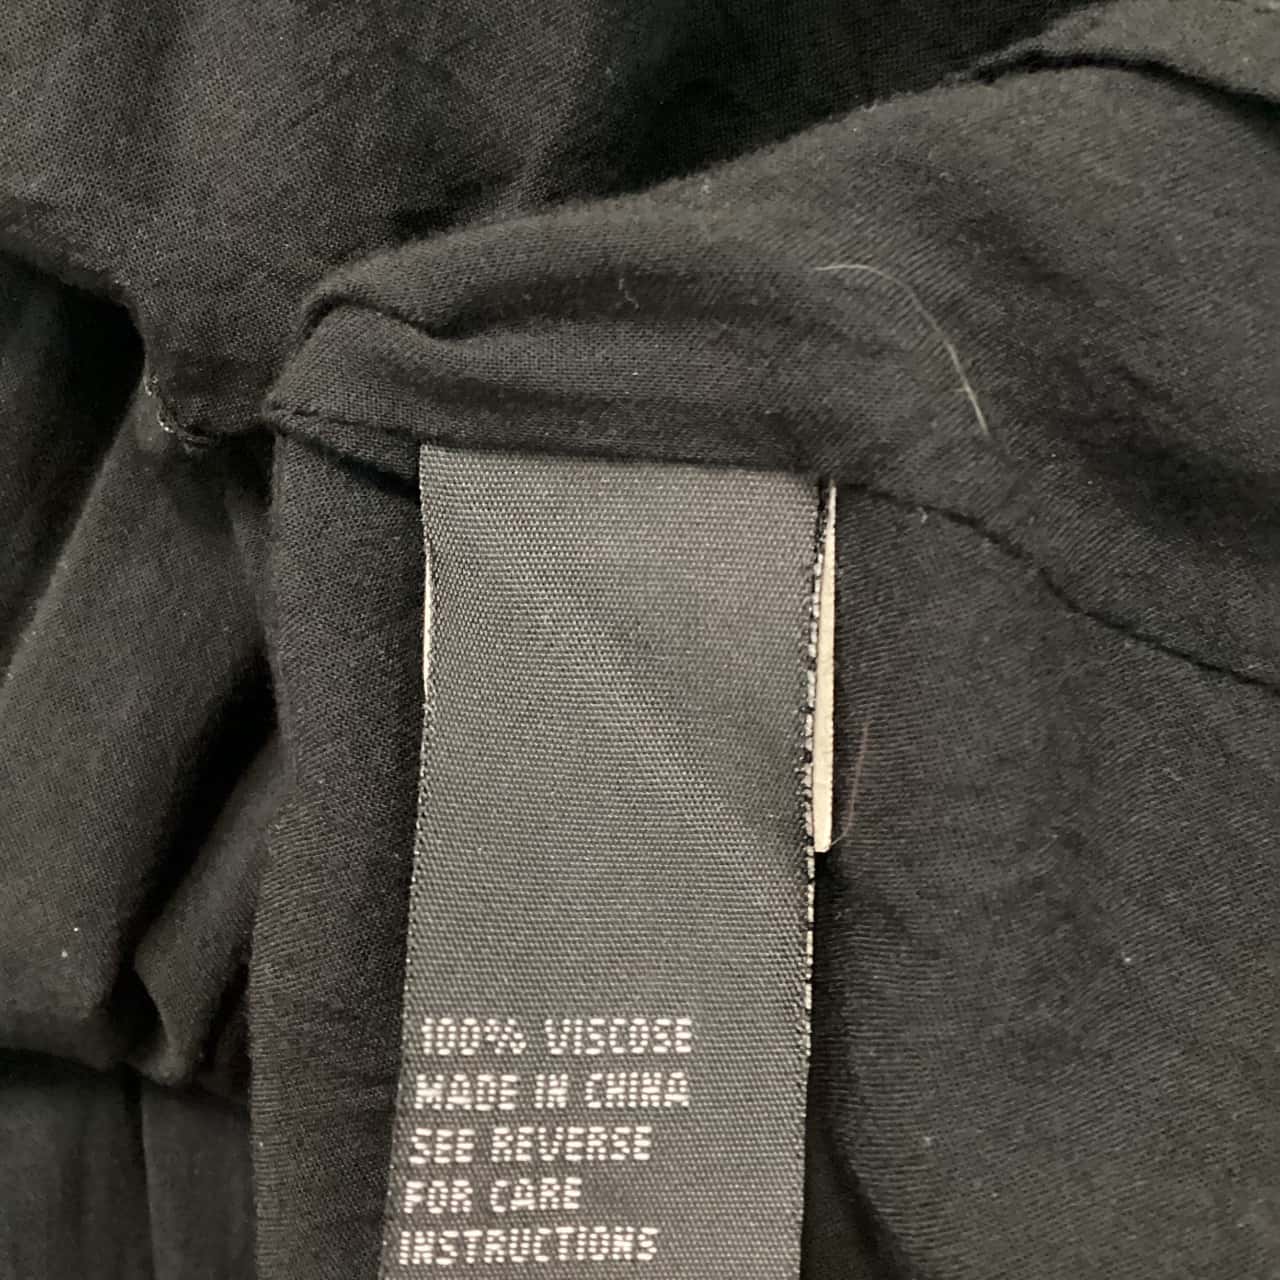 100% VISCOSE
MADE IN CHINA
SEE REVERSE
FOR CARE
INSTRUCTIONS